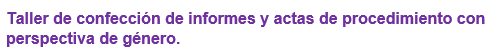 Taller de confección de informes y actas de procedimiento con
perspectiva de género.